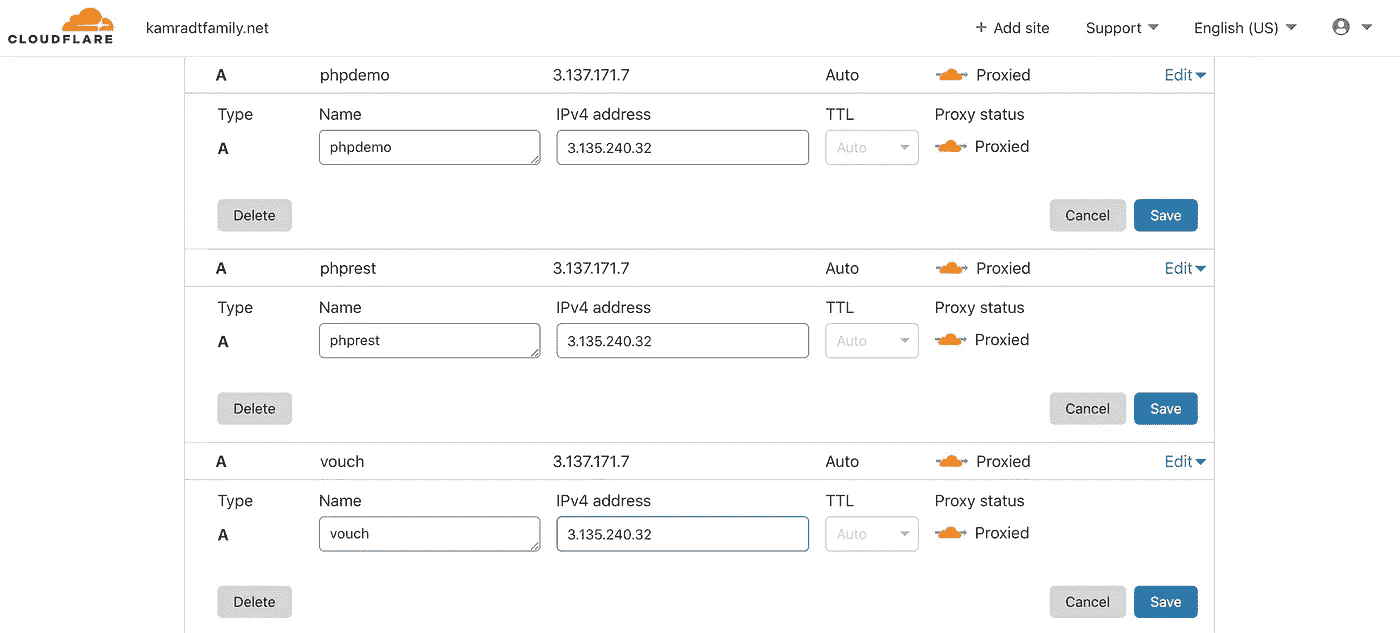 CLOUDFLARE kamradtfamily.net + Add site Support English (US)
A phpdemo 3.137.171.7 Auto Proxied Edit
Type Name IPv4 address TTL Proxy status
A phpdemo 3.135.240.32 Auto Proxied
Delete Cancel Save
A phprest 3.137.171.7 Auto Proxied Edit
Type Name IPv4 address TTL Proxy status
A phprest 3.135.240.32 Auto Proxied
Delete Cancel Save
A vouch 3.137.171.7 Auto Proxied Edit
Type Name IPv4 address TTL Proxy status
A vouch 3.135.240.32 Auto Proxied
Delete Cancel Save